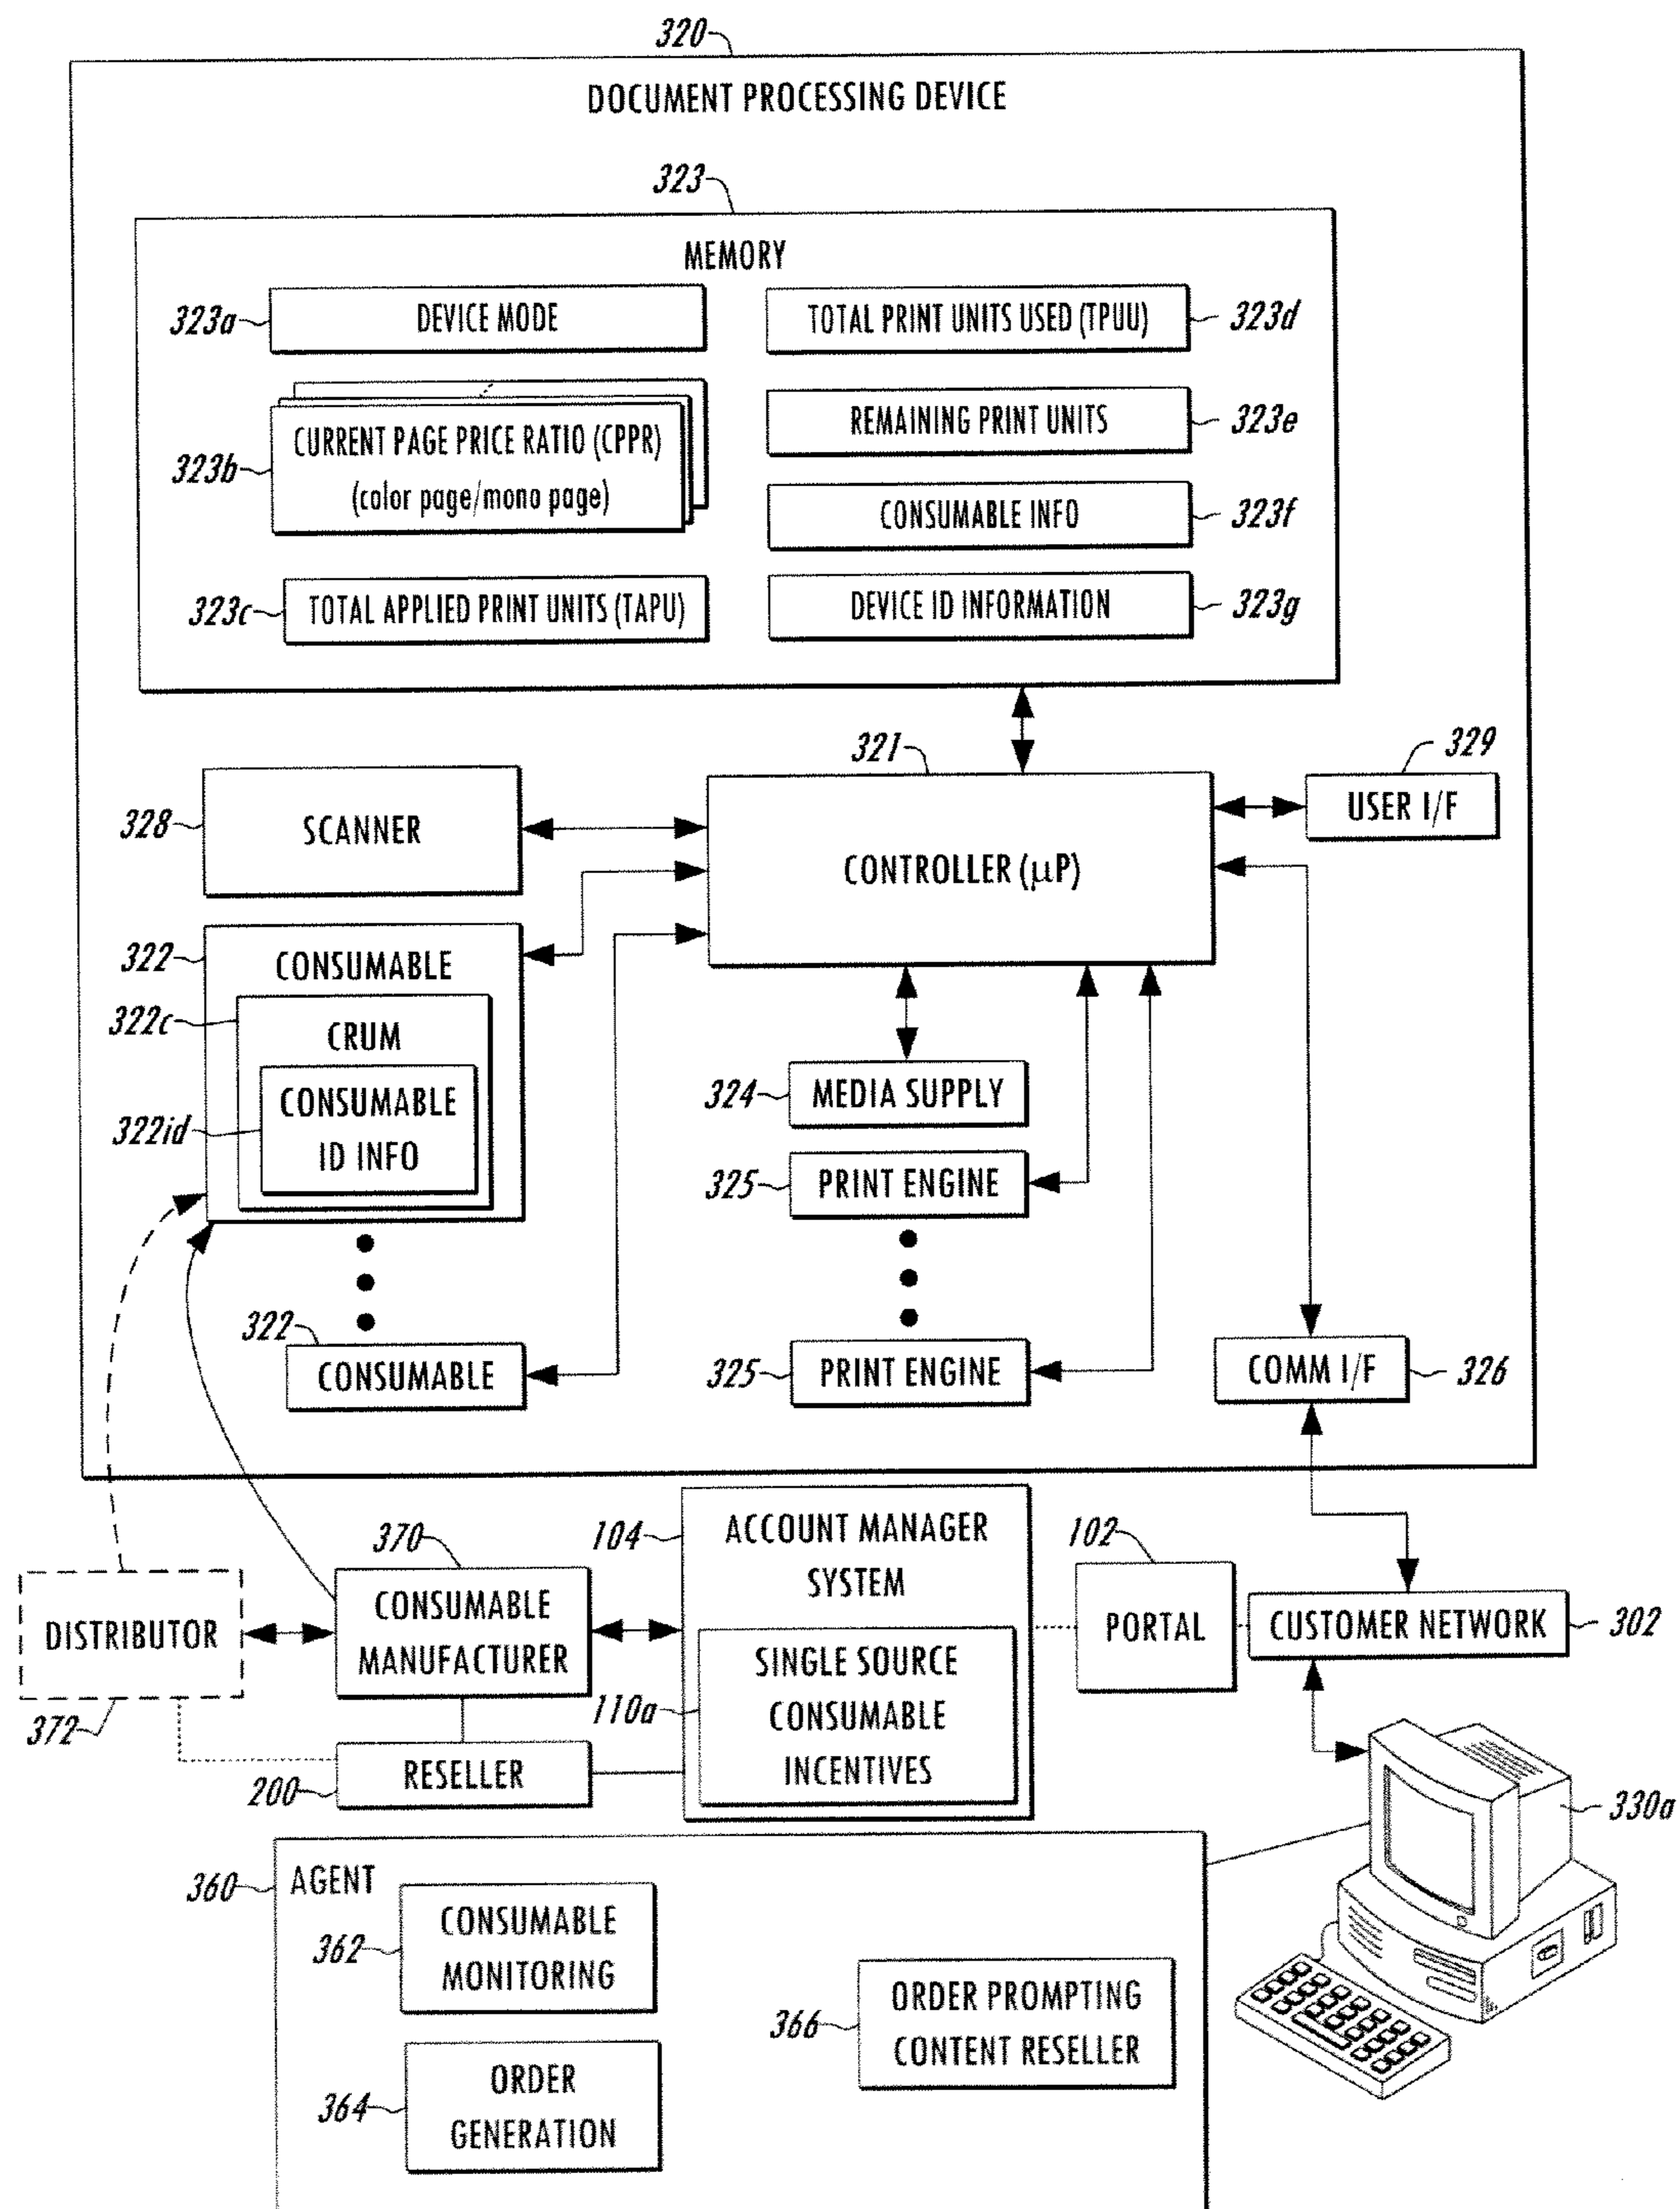 320
DOCUMENT PROCESSING DEVICE
323
MEMORY
323a
DEVICE MODE
TOTAL PRINT UNITS USED (TPUU)
323d
323b
CURRENT PAGE PRICE RATIO (CPPR)
(color page/mono page)
REMAINING PRINT UNITS
323e
CONSUMABLE INFO
323f
323c
TOTAL APPLIED PRINT UNITS (TAPU)
DEVICE ID INFORMATION
323g
321
329
328
SCANNER
CONTROLLER (μP)
USER I/F
322
CONSUMABLE
322c
CRUM
322id
CONSUMABLE
ID INFO
324
MEDIA SUPPLY
325
PRINT ENGINE
322
CONSUMABLE
325
PRINT ENGINE
COMM I/F
326
DISTRIBUTOR
372
370
CONSUMABLE
MANUFACTURER
200
RESELLER
104
ACCOUNT MANAGER
SYSTEM
110a
SINGLE SOURCE
CONSUMABLE
INCENTIVES
102
PORTAL
CUSTOMER NETWORK
302
330a
360
AGENT
362
CONSUMABLE
MONITORING
364
ORDER
GENERATION
366
ORDER PROMPTING
CONTENT RESELLER